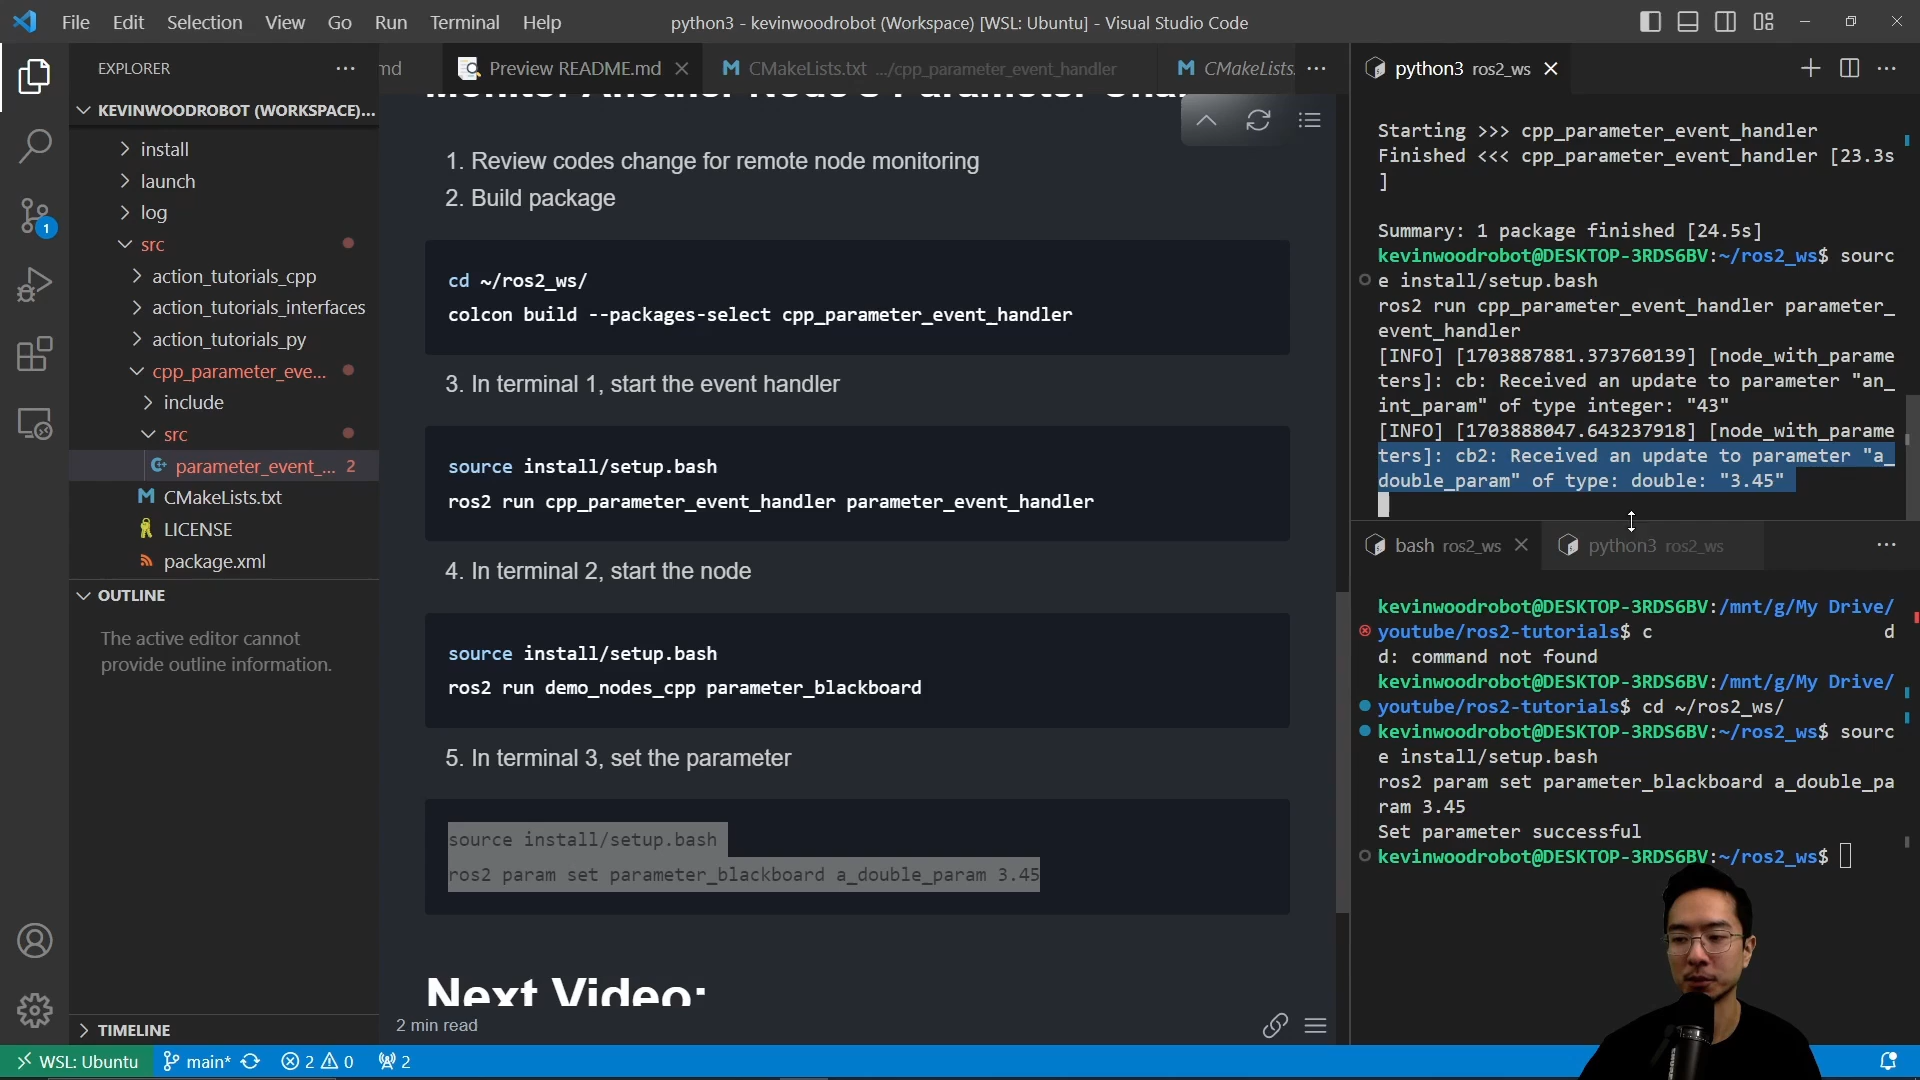 File Edit Selection View Go Run Terminal Help
python3 - kevinwoodrobot (Workspace) [WSL: Ubuntu] - Visual Studio Code
EXPLORER
KEVINWOODROBOT (WORKSPACE)...
install
launch
log
src
action_tutorials_cpp
action_tutorials_interfaces
action_tutorials_py
cpp_parameter_eve...
include
src
parameter_event_... 2
CMakeLists.txt
LICENSE
package.xml
OUTLINE
The active editor cannot
provide outline information.
TIMELINE
1
md
Preview README.md
CMakeLists.txt .../cpp_parameter_event_handler
CMakeLists.
Monitor Another Node's Parameter
1. Review codes change for remote node monitoring
2. Build package
cd ~/ros2_ws/
colcon build --packages-select cpp_parameter_event_handler
3. In terminal 1, start the event handler
source install/setup.bash
ros2 run cpp_parameter_event_handler parameter_event_handler
4. In terminal 2, start the node
source install/setup.bash
ros2 run demo_nodes_cpp parameter_blackboard
5. In terminal 3, set the parameter
source install/setup.bash
ros2 param set parameter_blackboard a_double_param 3.45
Next Video:
2 min read
python3 ros2_ws
Starting >>> cpp_parameter_event_handler
Finished <<< cpp_parameter_event_handler [23.3s
]
Summary: 1 package finished [24.5s]
kevinwoodrobot@DESKTOP-3RDS6BV:~/ros2_ws$ sourc
e install/setup.bash
ros2 run cpp_parameter_event_handler parameter_
event_handler
[INFO] [1703887881.373760139] [node_with_parame
ters]: cb: Received an update to parameter "an_
int_param" of type integer: "43"
[INFO] [1703888047.643237918] [node_with_parame
ters]: cb2: Received an update to parameter "a_
double_param" of type: double: "3.45"
bash ros2_ws
python3 ros2_ws
kevinwoodrobot@DESKTOP-3RDS6BV:/mnt/g/My Drive/
youtube/ros2-tutorials$ c d
d: command not found
kevinwoodrobot@DESKTOP-3RDS6BV:/mnt/g/My Drive/
youtube/ros2-tutorials$ cd ~/ros2_ws/
kevinwoodrobot@DESKTOP-3RDS6BV:~/ros2_ws$ sourc
e install/setup.bash
ros2 param set parameter_blackboard a_double_pa
ram 3.45
Set parameter successful
kevinwoodrobot@DESKTOP-3RDS6BV:~/ros2_ws$
WSL: Ubuntu main* 2 0 2